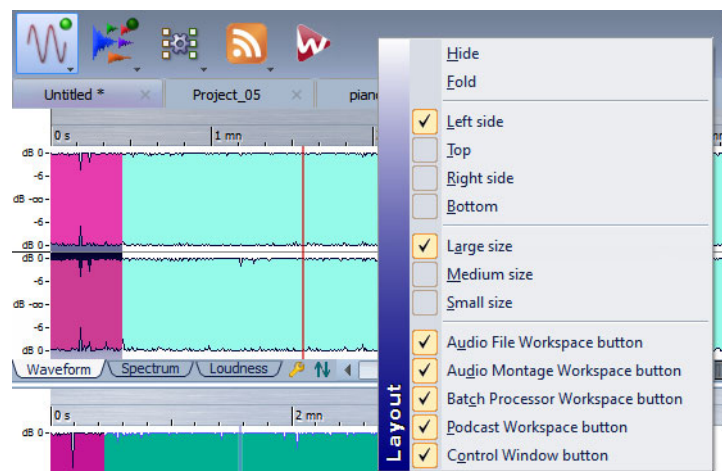 Hide
Fold
Left side
Top
Right side
Bottom
Large size
Medium size
Small size
Audio File Workspace button
Audio Montage Workspace button
Batch Processor Workspace button
Podcast Workspace button
Control Window button
Layout
Untitled *
Project_05
0 s
1 mn
dB 0
-6
dB -∞
-6
dB 0
dB 0
-6
dB -∞
-6
dB 0
Waveform
Spectrum
Loudness
0 s
2 mn
dB 0